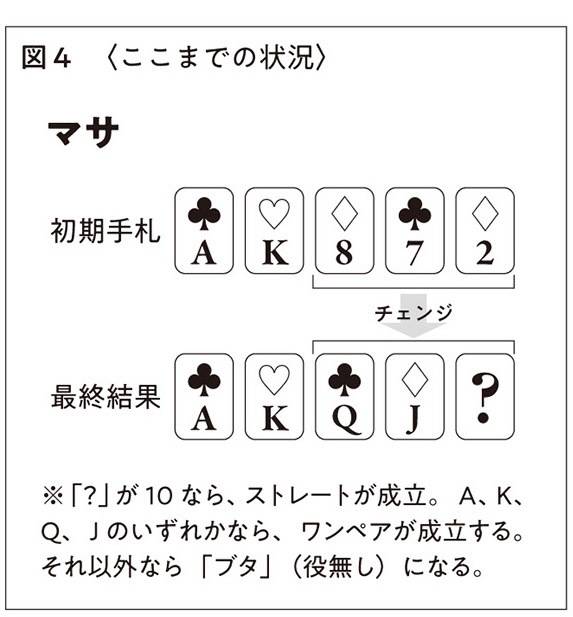 図4 〈ここまでの状況〉
マサ
初期手札 A K 8 7 2
チェンジ
最終結果 A K Q J ?
※「?」が10なら、ストレートが成立。A、K、
Q、Jのいずれかなら、ワンペアが成立する。
それ以外なら「ブタ」（役無し）になる。